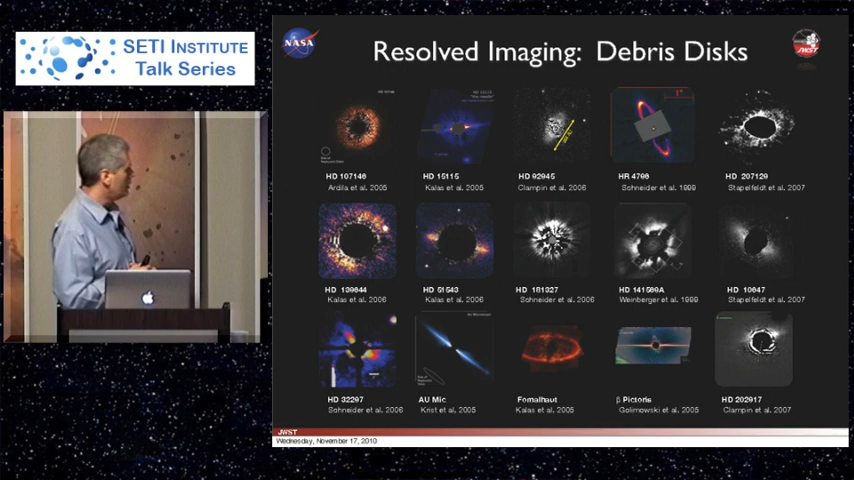 SETI INSTITUTE
Talk Series
NASA
Resolved Imaging: Debris Disks
JWST
HD 107146
Ardila et al. 2005
HD 15115
Kalas et al. 2005
HD 92945
Clampin et al. 2006
HR 4796
Schneider et al. 1999
HD 207129
Stapelfeldt et al. 2007
HD 139644
Kalas et al. 2006
HD 51543
Kalas et al. 2006
HD 181327
Schneider et al. 2006
HD 141569A
Weinberger et al. 1999
HD 10647
Stapelfeldt et al. 2007
HD 32297
Schneider et al. 2006
AU Mic
Krist et al. 2005
Fomalhaut
Kalas et al. 2005
β Pictoris
Golimowski et al. 2005
HD 202917
Clampin et al. 2007
JWST
Wednesday, November 17, 2010